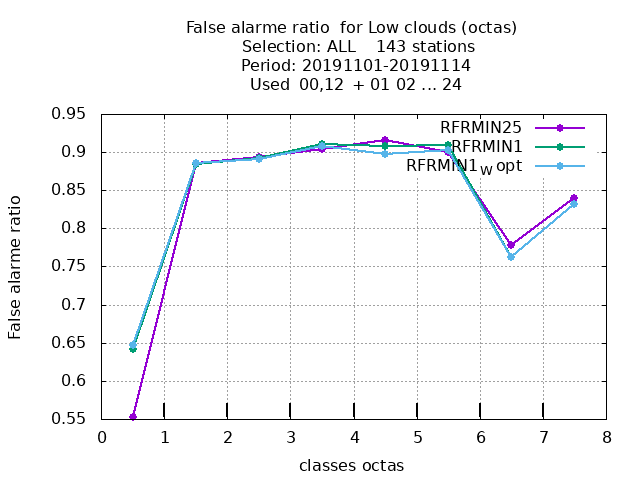 False alarme ratio  for Low clouds (octas)
Selection: ALL    143 stations
Period: 20191101-20191114
Used  00,12  + 01 02 ... 24
0.95
0.9
0.85
0.8
0.75
0.7
0.65
0.6
0.55
False alarme ratio
RFRMIN25
RFRMIN1
RFRMIN1w opt
0 1 2 3 4 5 6 7 8
classes octas